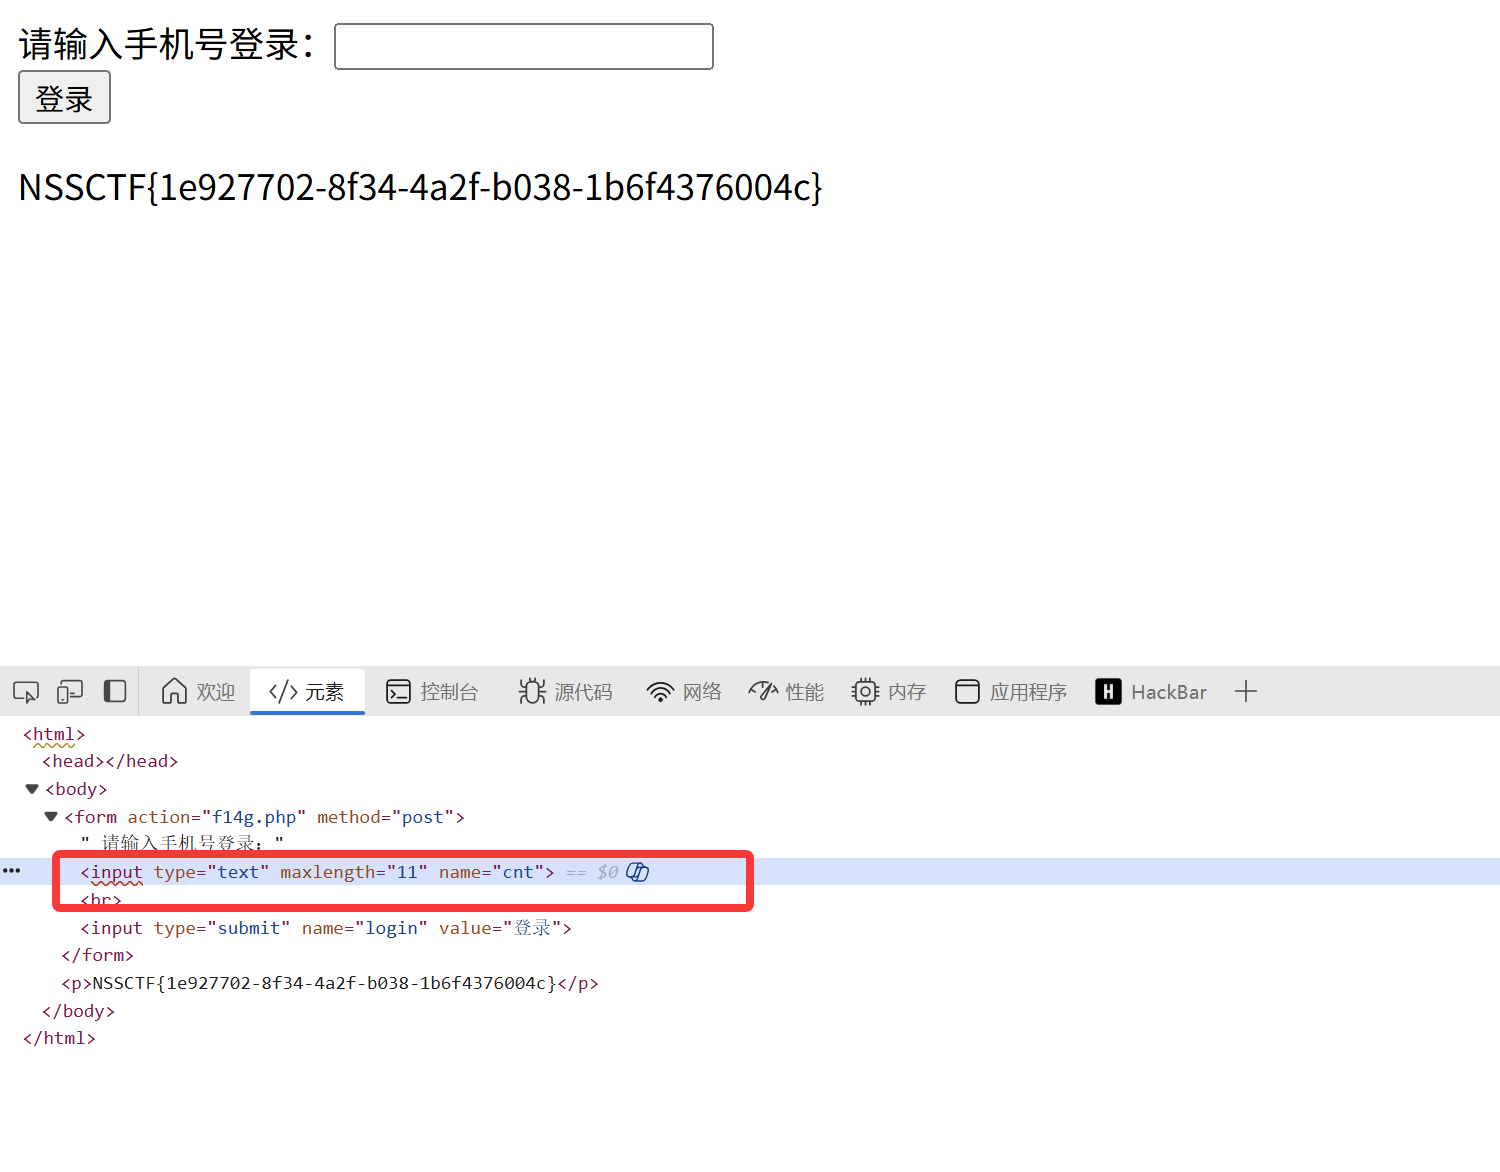 请输入手机号登录：
登录
NSSCTF{1e927702-8f34-4a2f-b038-1b6f4376004c}
欢迎 </> 元素 控制台 源代码 网络 性能 内存 应用程序 H HackBar
<html>
<head></head>
<body>
<form action="f14g.php" method="post">
" 请输入手机号登录："
<input type="text" maxlength="11" name="cnt"> == $0
<br>
<input type="submit" name="login" value="登录">
</form>
<p>NSSCTF{1e927702-8f34-4a2f-b038-1b6f4376004c}</p>
</body>
</html>